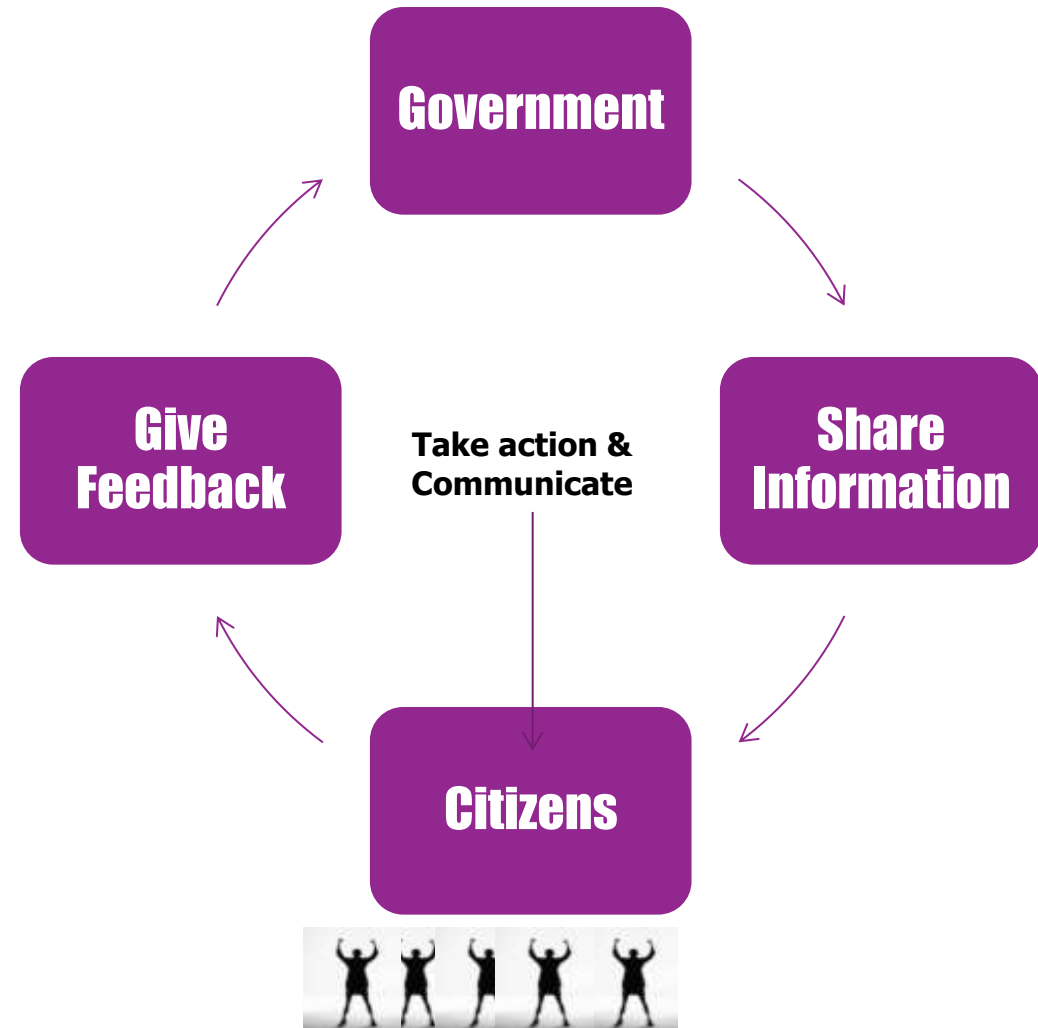 Government
Give
Feedback
Take action &
Communicate
Share
Information
Citizens